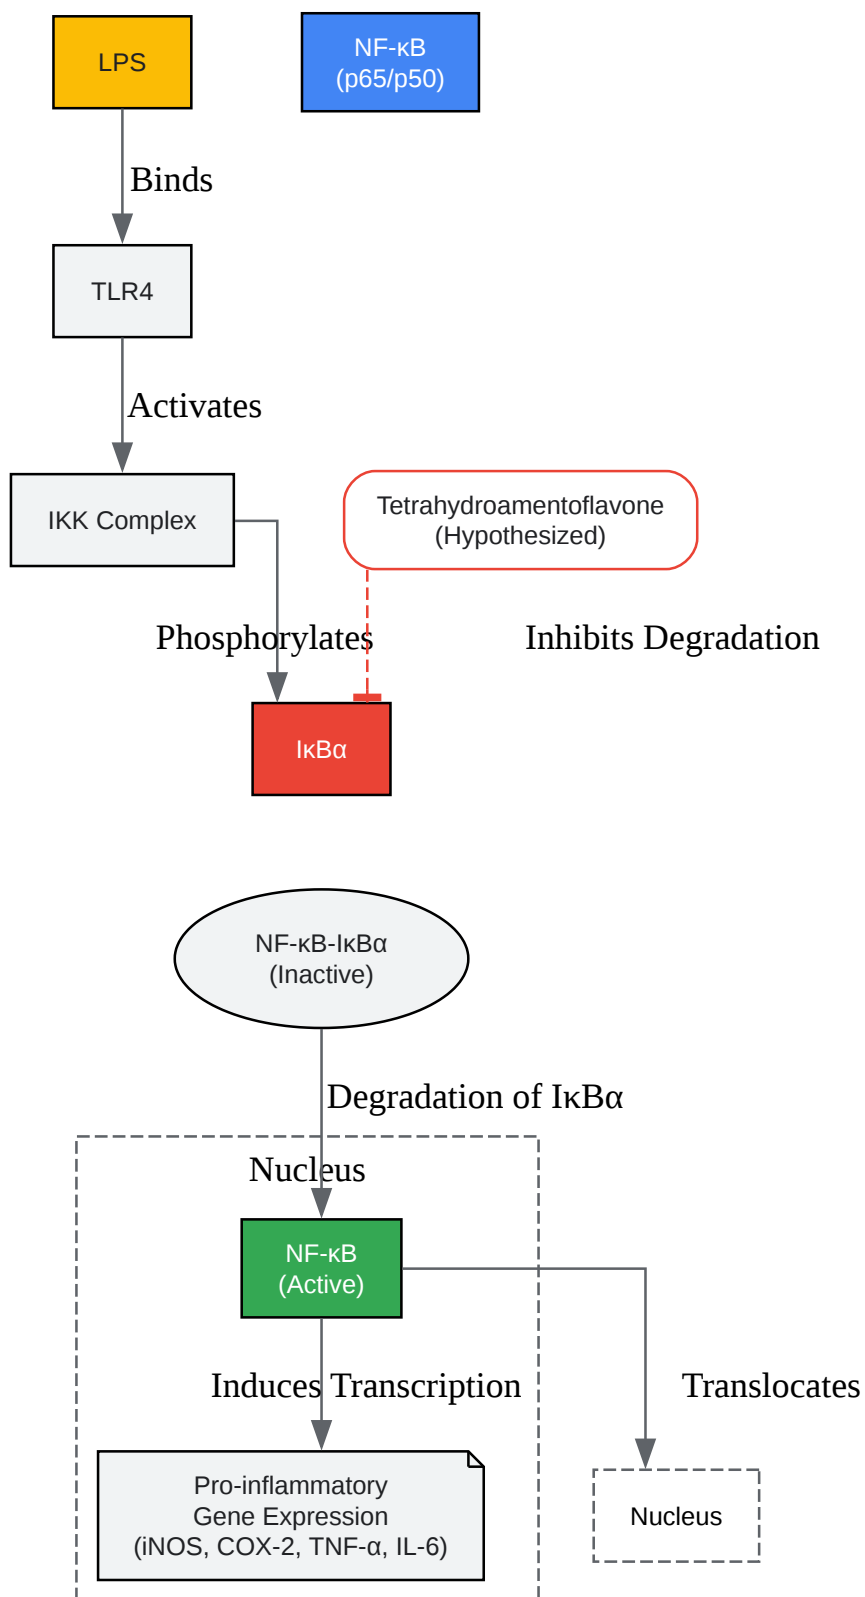 LPS
NF-κB
(p65/p50)
Binds
TLR4
Activates
IKK Complex
Tetrahydroamentoflavone
(Hypothesized)
Phosphorylates
Inhibits Degradation
IκBα
NF-κB-IκBα
(Inactive)
Degradation of IκBα
Nucleus
NF-κB
(Active)
Induces Transcription
Translocates
Pro-inflammatory
Gene Expression
(iNOS, COX-2, TNF-α, IL-6)
Nucleus